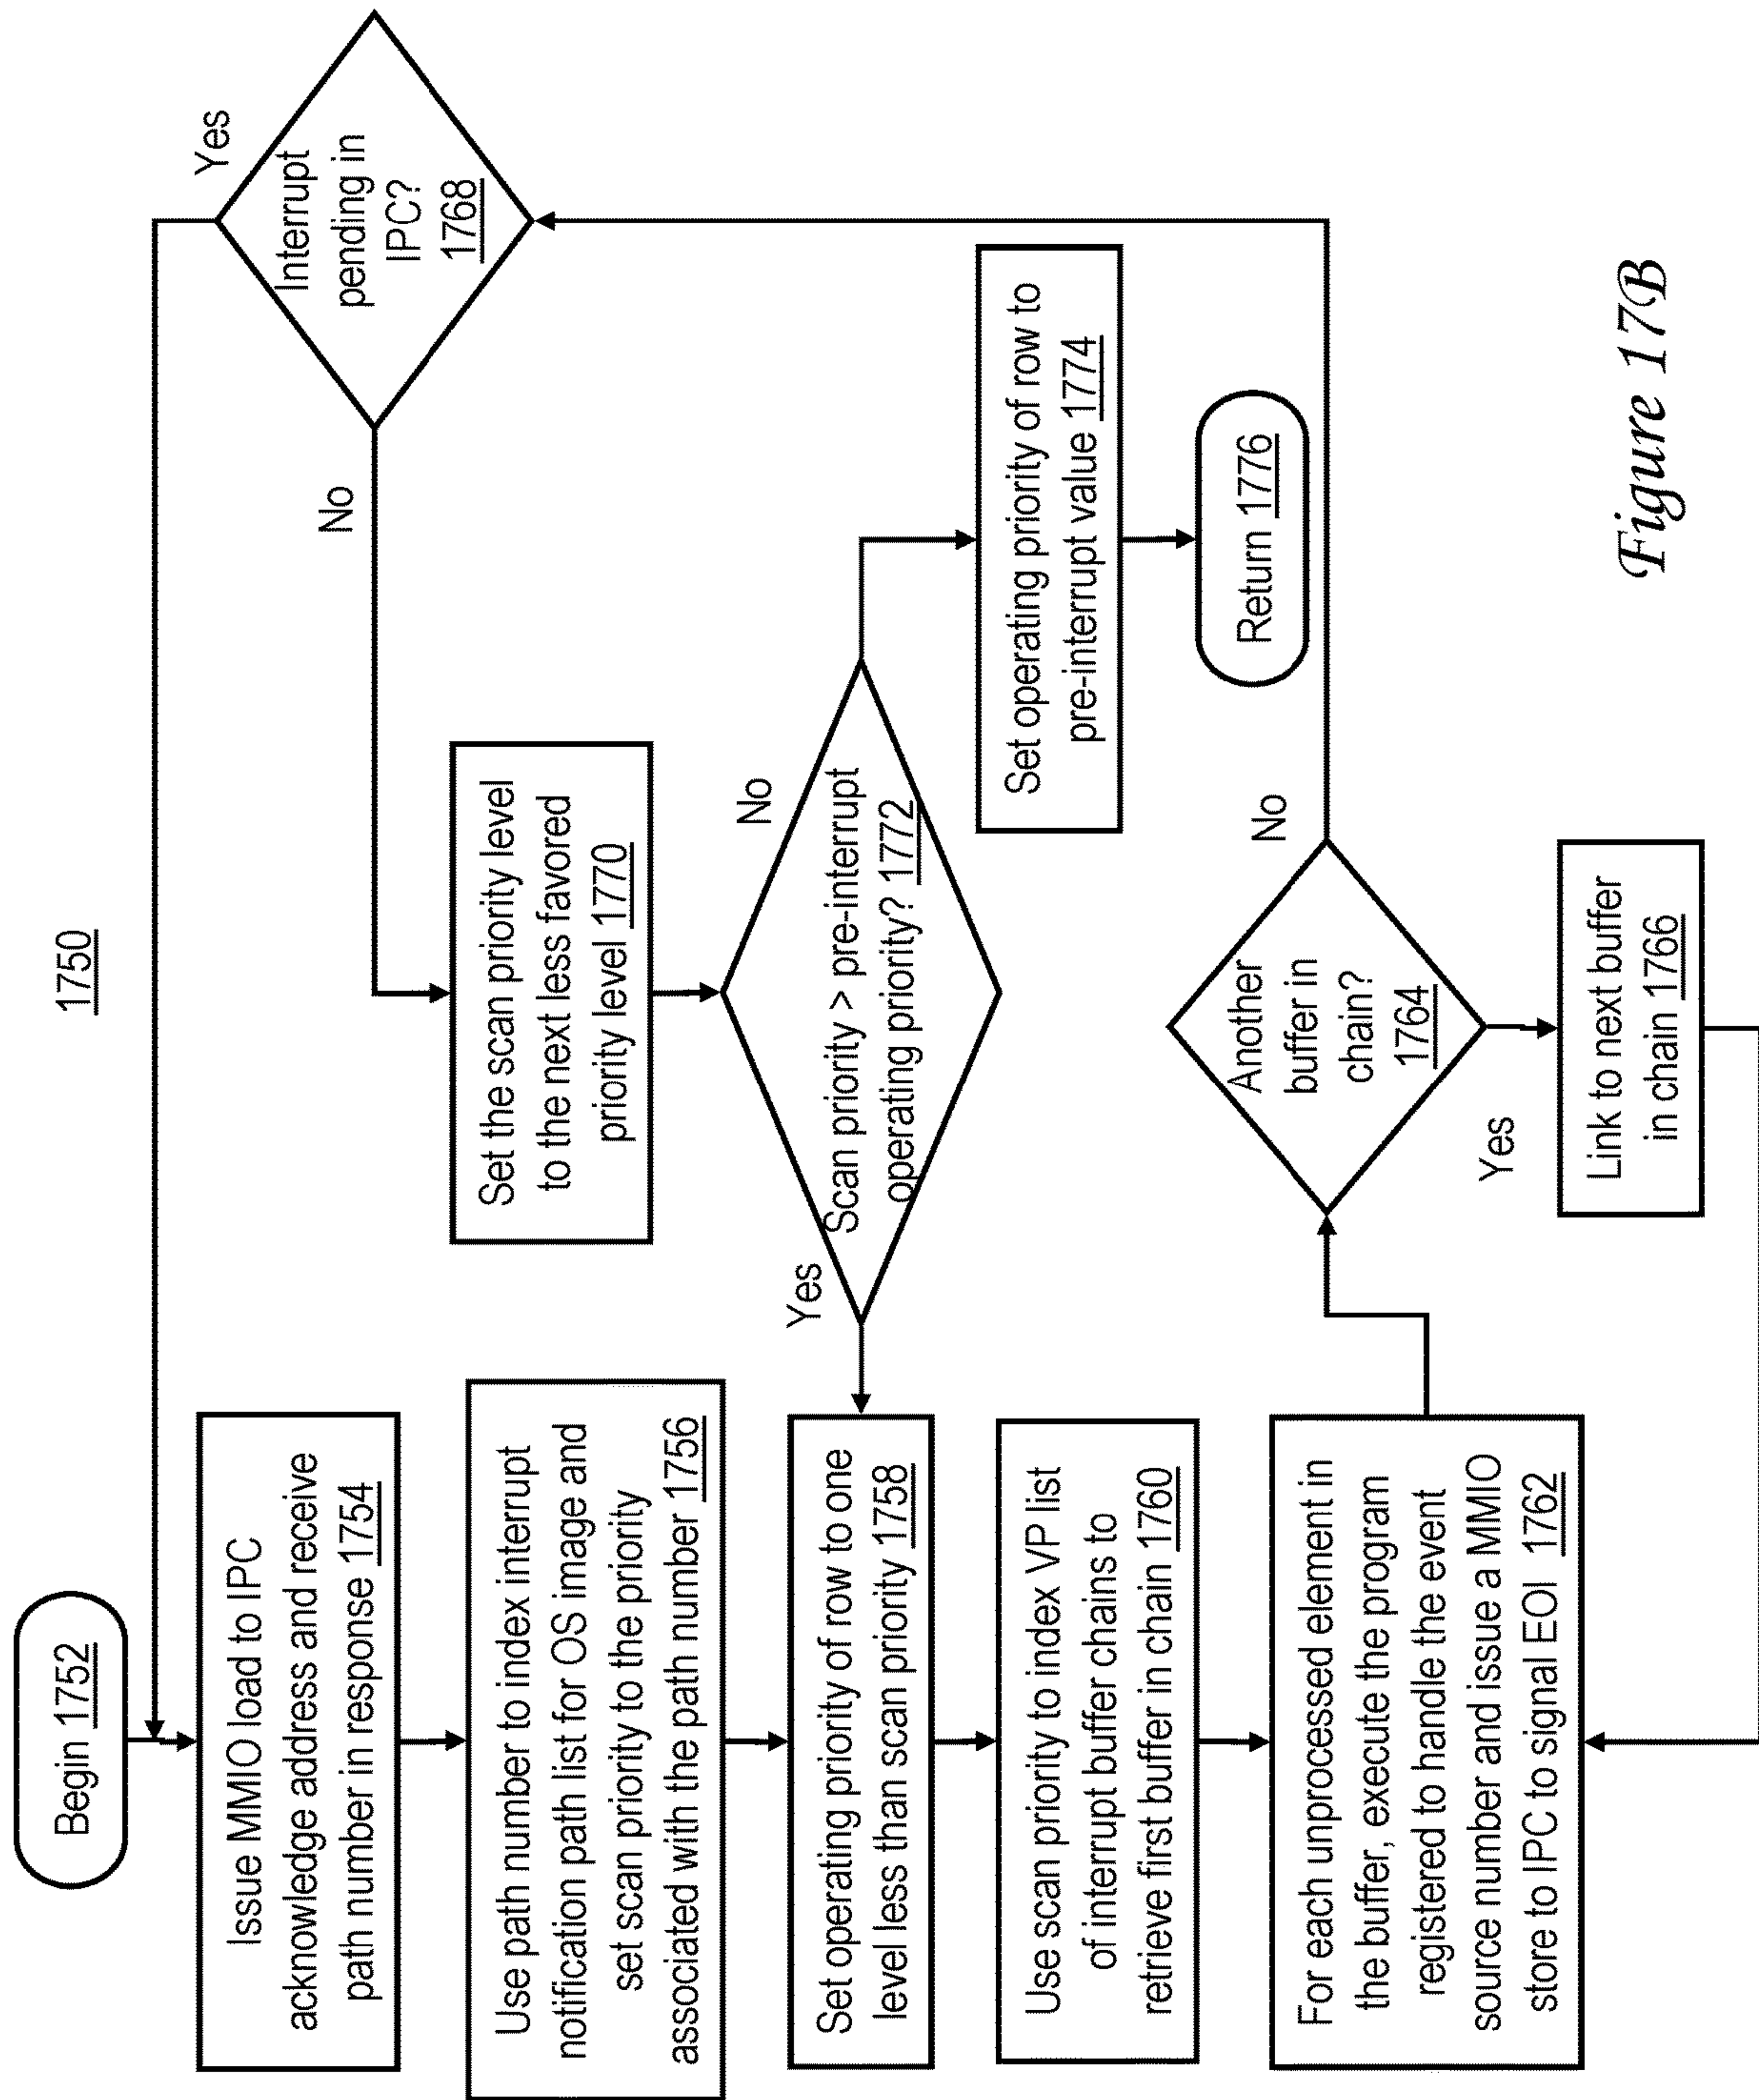 1750
Begin 1752
Issue MMIO load to IPC
acknowledge address and receive
path number in response 1754
Use path number to index interrupt
notification path list for OS image and
set scan priority to the priority
associated with the path number 1756
Set operating priority of row to one
level less than scan priority 1758
Use scan priority to index VP list
of interrupt buffer chains to
retrieve first buffer in chain 1760
For each unprocessed element in
the buffer, execute the program
registered to handle the event
source number and issue a MMIO
store to IPC to signal EOI 1762
Another
buffer in
chain?
1764
Yes
No
Link to next buffer
in chain 1766
Interrupt
pending in
IPC?
1768
Yes
No
Set the scan priority level
to the next less favored
priority level 1770
Scan priority > pre-interrupt
operating priority? 1772
Yes
No
Set operating priority of row to
pre-interrupt value 1774
Return 1776
Figure 17B